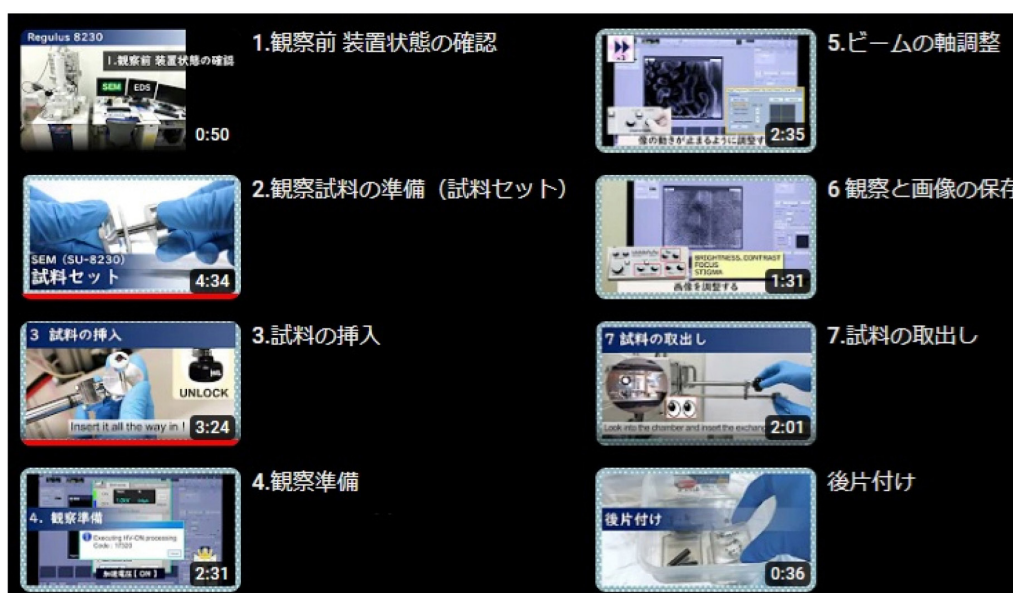 Regulus 8230
1.観察前 装置状態の確認
SEM
EDS
0:50
1.観察前 装置状態の確認
SEM (SU-8230)
試料セット
4:34
2.観察試料の準備（試料セット）
3 試料の挿入
UNLOCK
Insert it all the way in !
3:24
3.試料の挿入
4. 観察準備
Executing HV-ON processing
2:31
4.観察準備
像の動きが止まるように調整す
2:35
5.ビームの軸調整
BRIGHTNESS, CONTRAST
FOCUS
STIGMA
画像を調整する
1:31
6 観察と画像の保存
7 試料の取出し
Look into the chamber and insert the exchang
2:01
7.試料の取出し
後片付け
0:36
後片付け